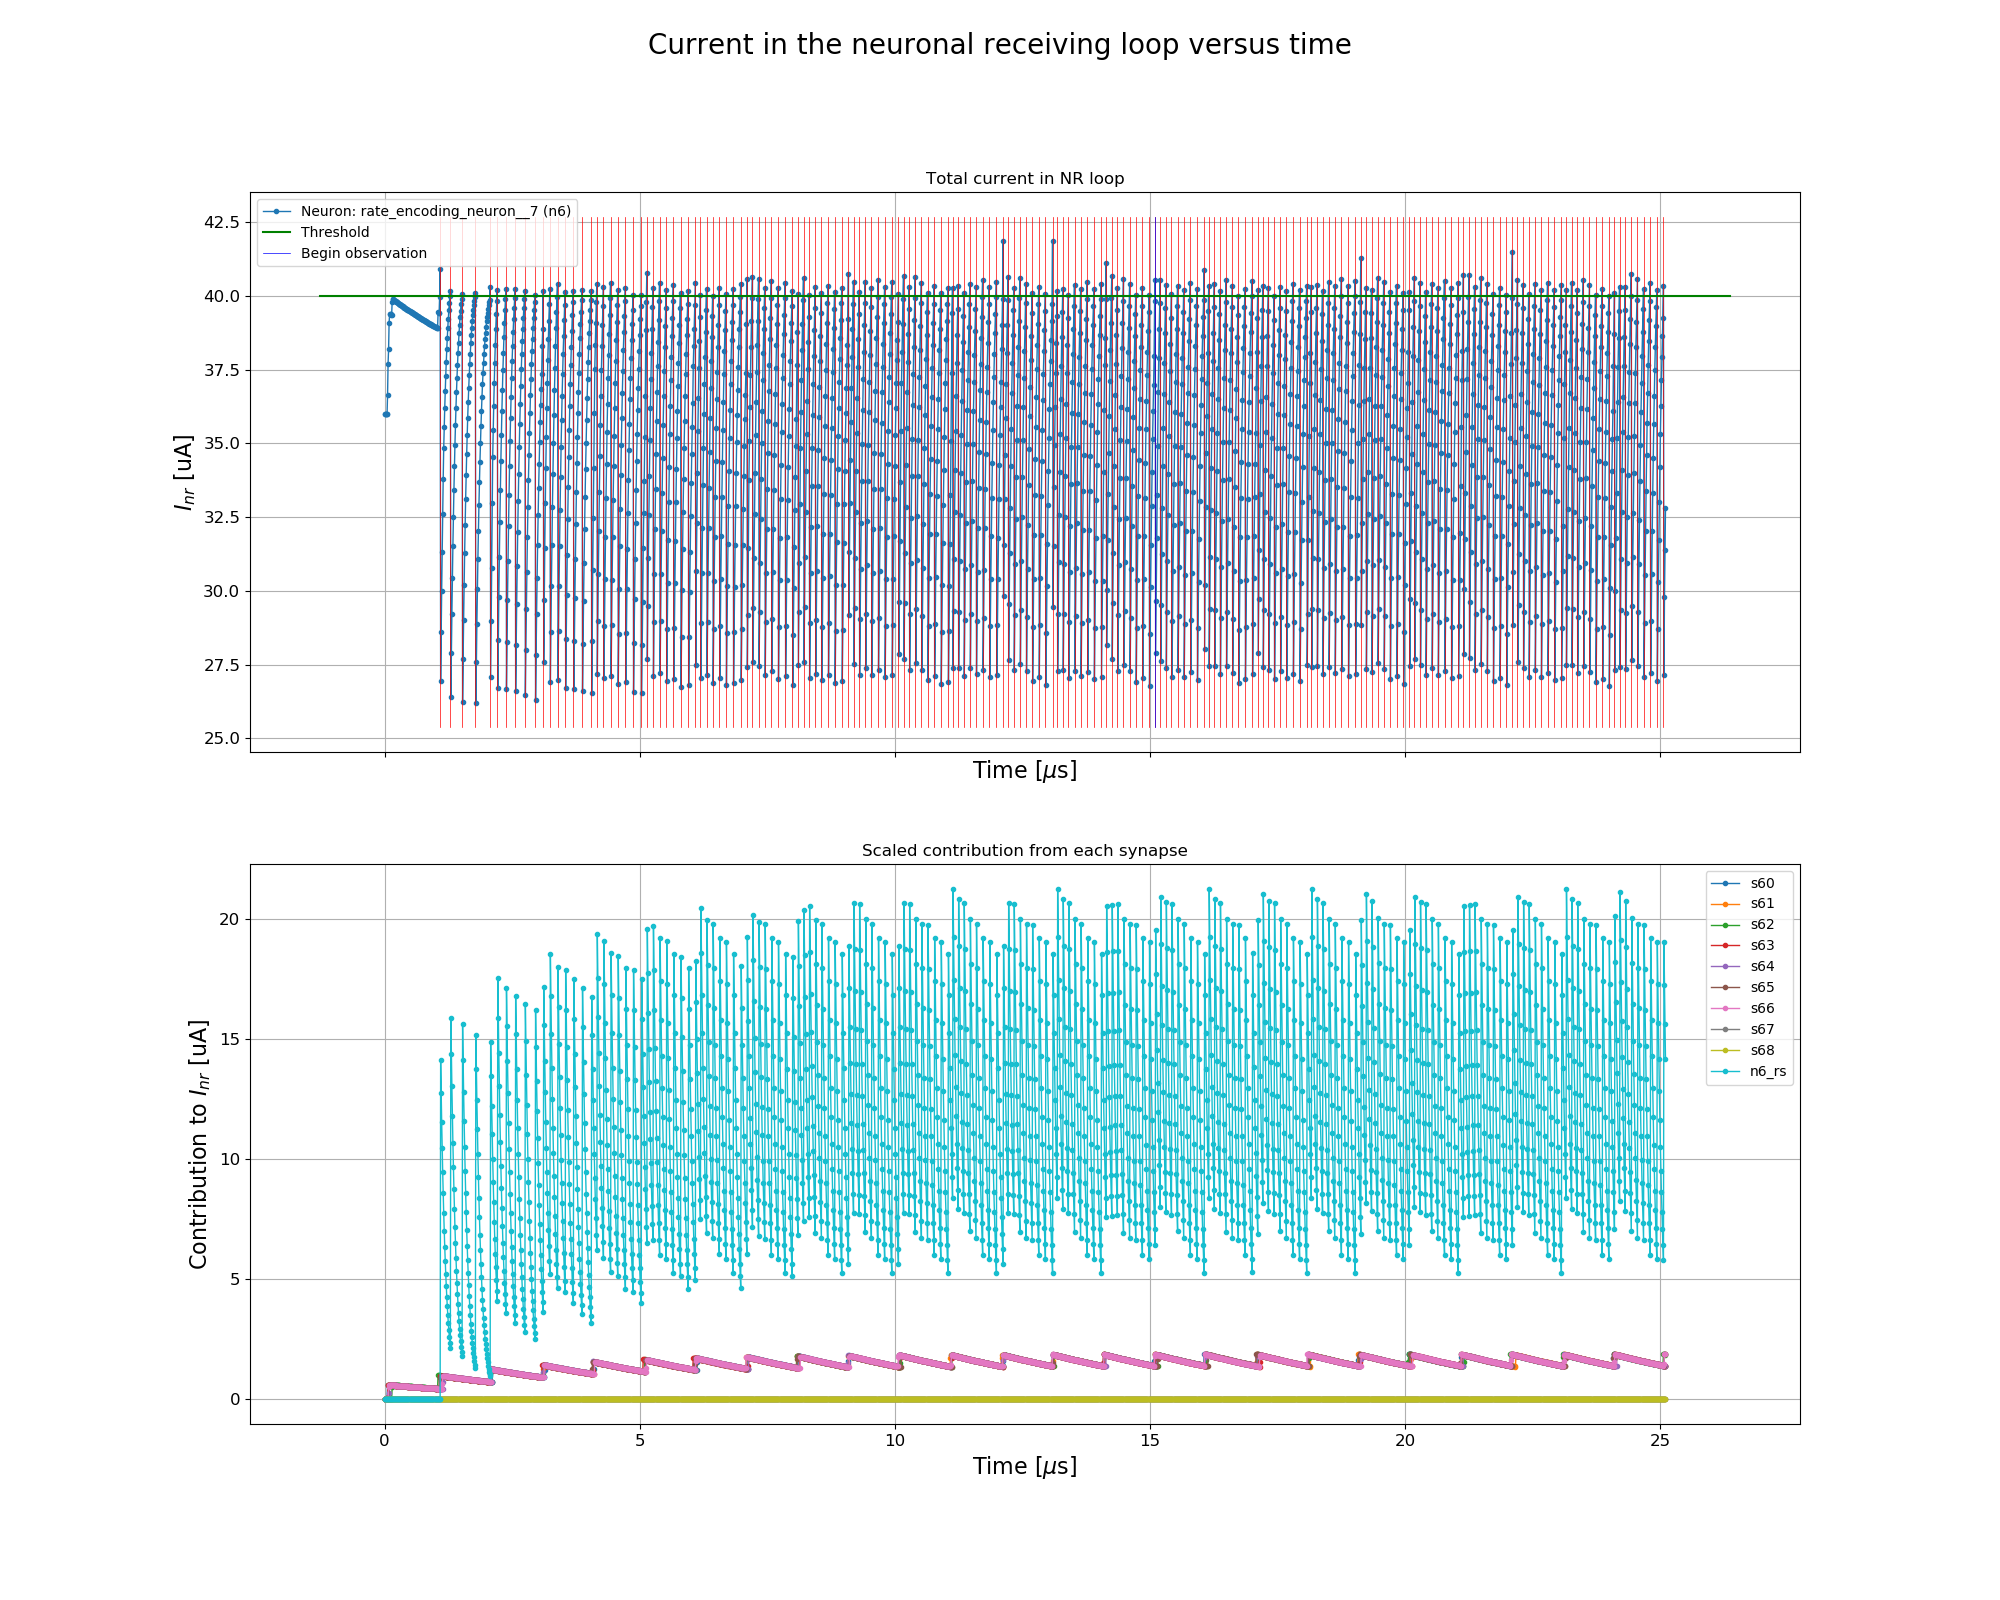 Current in the neuronal receiving loop versus time
Total current in NR loop
Neuron: rate_encoding_neuron__7 (n6)
Threshold
Begin observation
42.5
40.0
37.5
35.0
32.5
30.0
27.5
25.0
I_nr [uA]
Time [μs]
Scaled contribution from each synapse
s60
s61
s62
s63
s64
s65
s66
s67
s68
n6_rs
20
15
10
5
0
Contribution to I_nr [uA]
0 5 10 15 20 25
Time [μs]